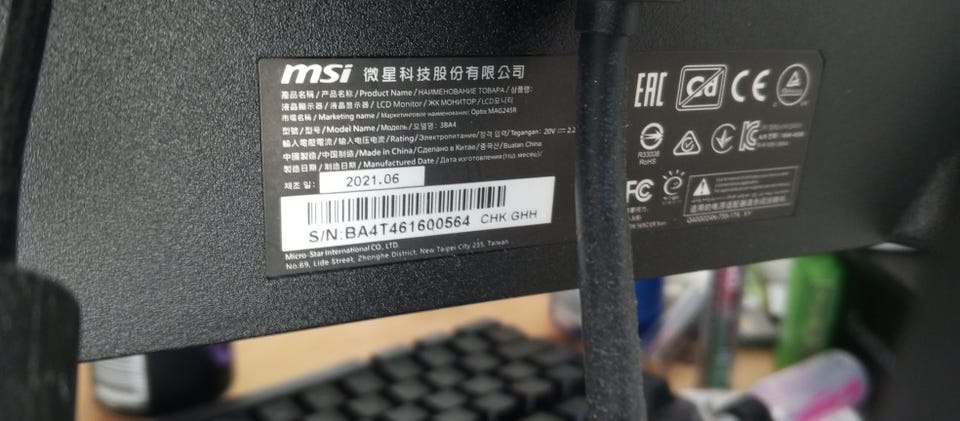 msi 微星科技股份有限公司
產品名稱/产品名称/Product Name/НАИМЕНОВАНИЕ ТОВАРА/상품명:
液晶顯示器/液晶显示器/LCD Monitor/ЖК МОНИТОР/LCD모니터
Marketing name/Маркетинговое наименование: Optix MAG245R
型號/型号/Model Name/Модель/모델명: 3BA4
輸入電壓電流/输入电压电流/Rating/Электропитание/정격 입력/Tegangan: 20V
中國製造/中国制造/Made in China/Сделано в Китае/중국산/Buatan China
製造日期/制造日期/Manufactured Date/Дата изготовления (год месяц)/
제조 일: 2021.06
S/N:BA4T461600564 CHK GHH
Micro-Star International CO., LTD.
No.69, Lide Street, Zhonghe District, New Taipei City 235, Taiwan
EAC Cd CE
R33008
RoHS
FC